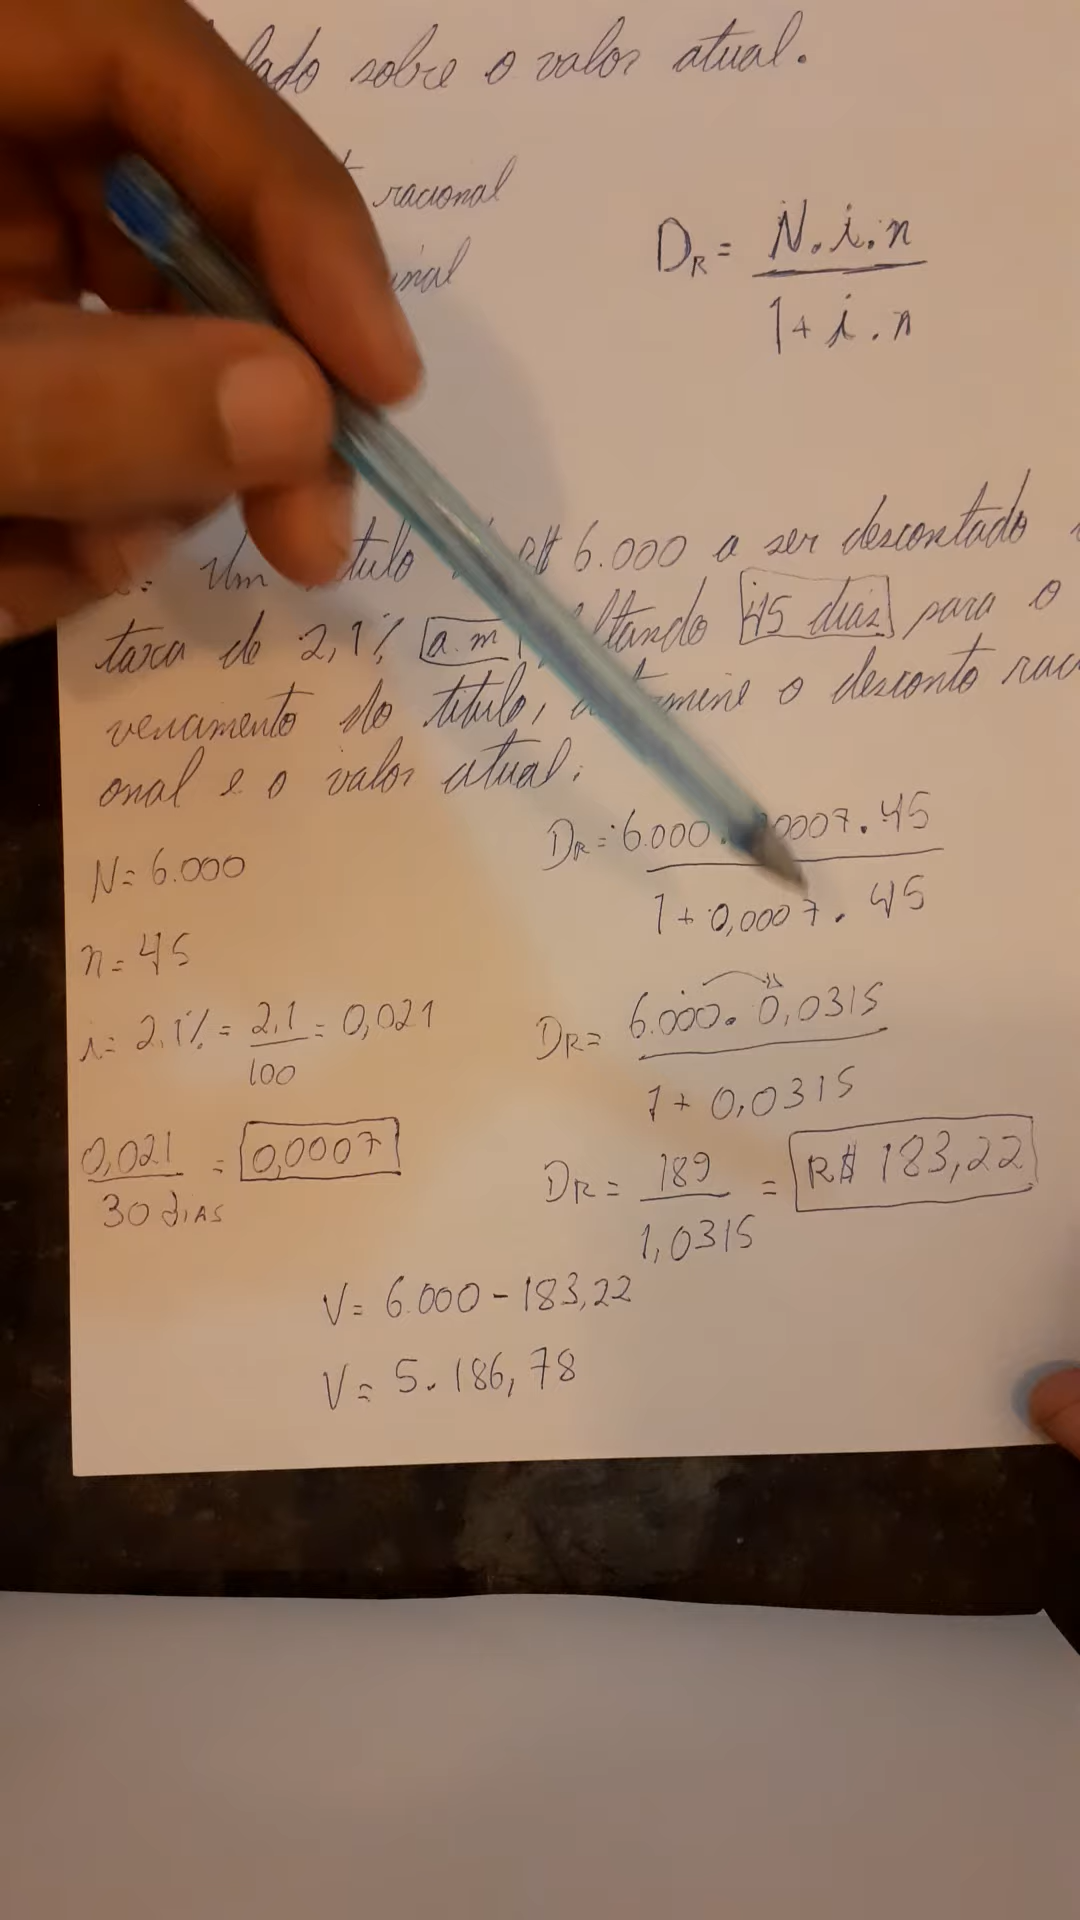 sobre o valor atual.
racional
D_R = N.i.n / 1+i.n
Um R$ 6.000 a ser descontado
taxa de 2,1% a.m 45 dias para o
vencimento do titulo, o desconto raci
onal e o valor atual.
N= 6.000
n= 45
i= 2,1% = 2,1/100 = 0,021
0,021/30 dias = 0,0007
D_R= 6.000. 0007.45 / 1+0,0007.45
D_R= 6.000.0,0315 / 1+0,0315
D_R= 189/1,0315 = R$ 183,22
V= 6.000-183,22
V= 5.186,78